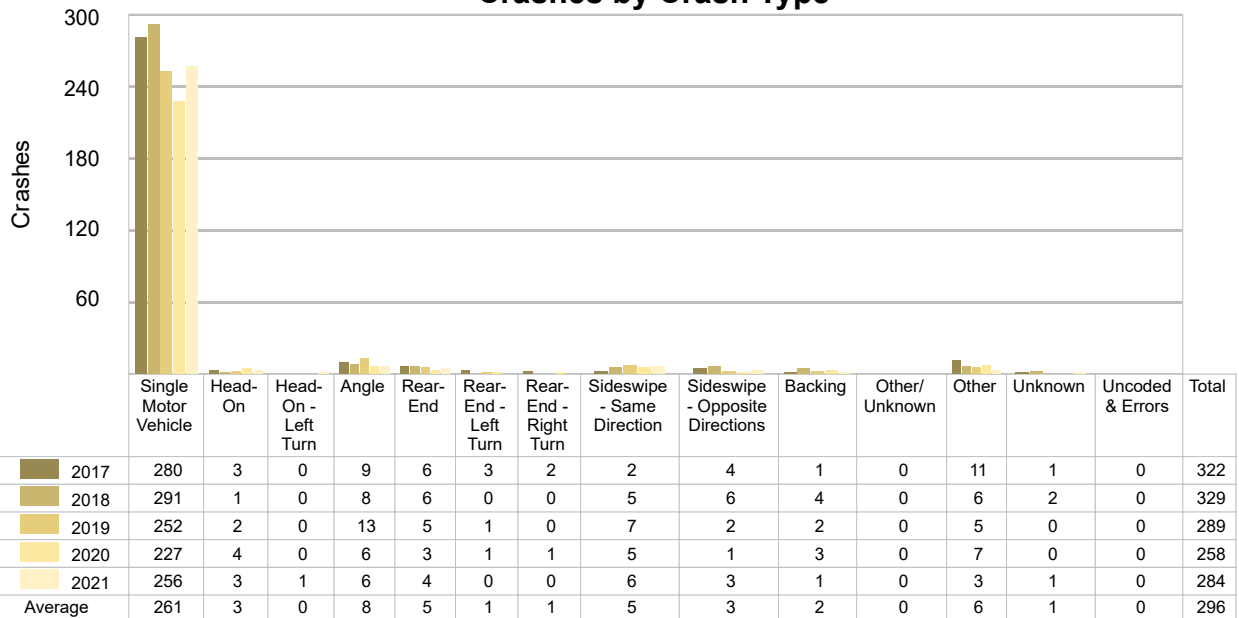 Crashes by Crash Type
300
240
180
120
60
Crashes
Single Motor Vehicle Head-On Head-On - Left Turn Angle Rear-End Rear-End - Left Turn Rear-End - Right Turn Sideswipe - Same Direction Sideswipe - Opposite Directions Backing Other/ Unknown Other Unknown Uncoded & Errors Total
2017 280 3 0 9 6 3 2 2 4 1 0 11 1 0 322
2018 291 1 0 8 6 0 0 5 6 4 0 6 2 0 329
2019 252 2 0 13 5 1 0 7 2 2 0 5 0 0 289
2020 227 4 0 6 3 1 1 5 1 3 0 7 0 0 258
2021 256 3 1 6 4 0 0 6 3 1 0 3 1 0 284
Average 261 3 0 8 5 1 1 5 3 2 0 6 1 0 296